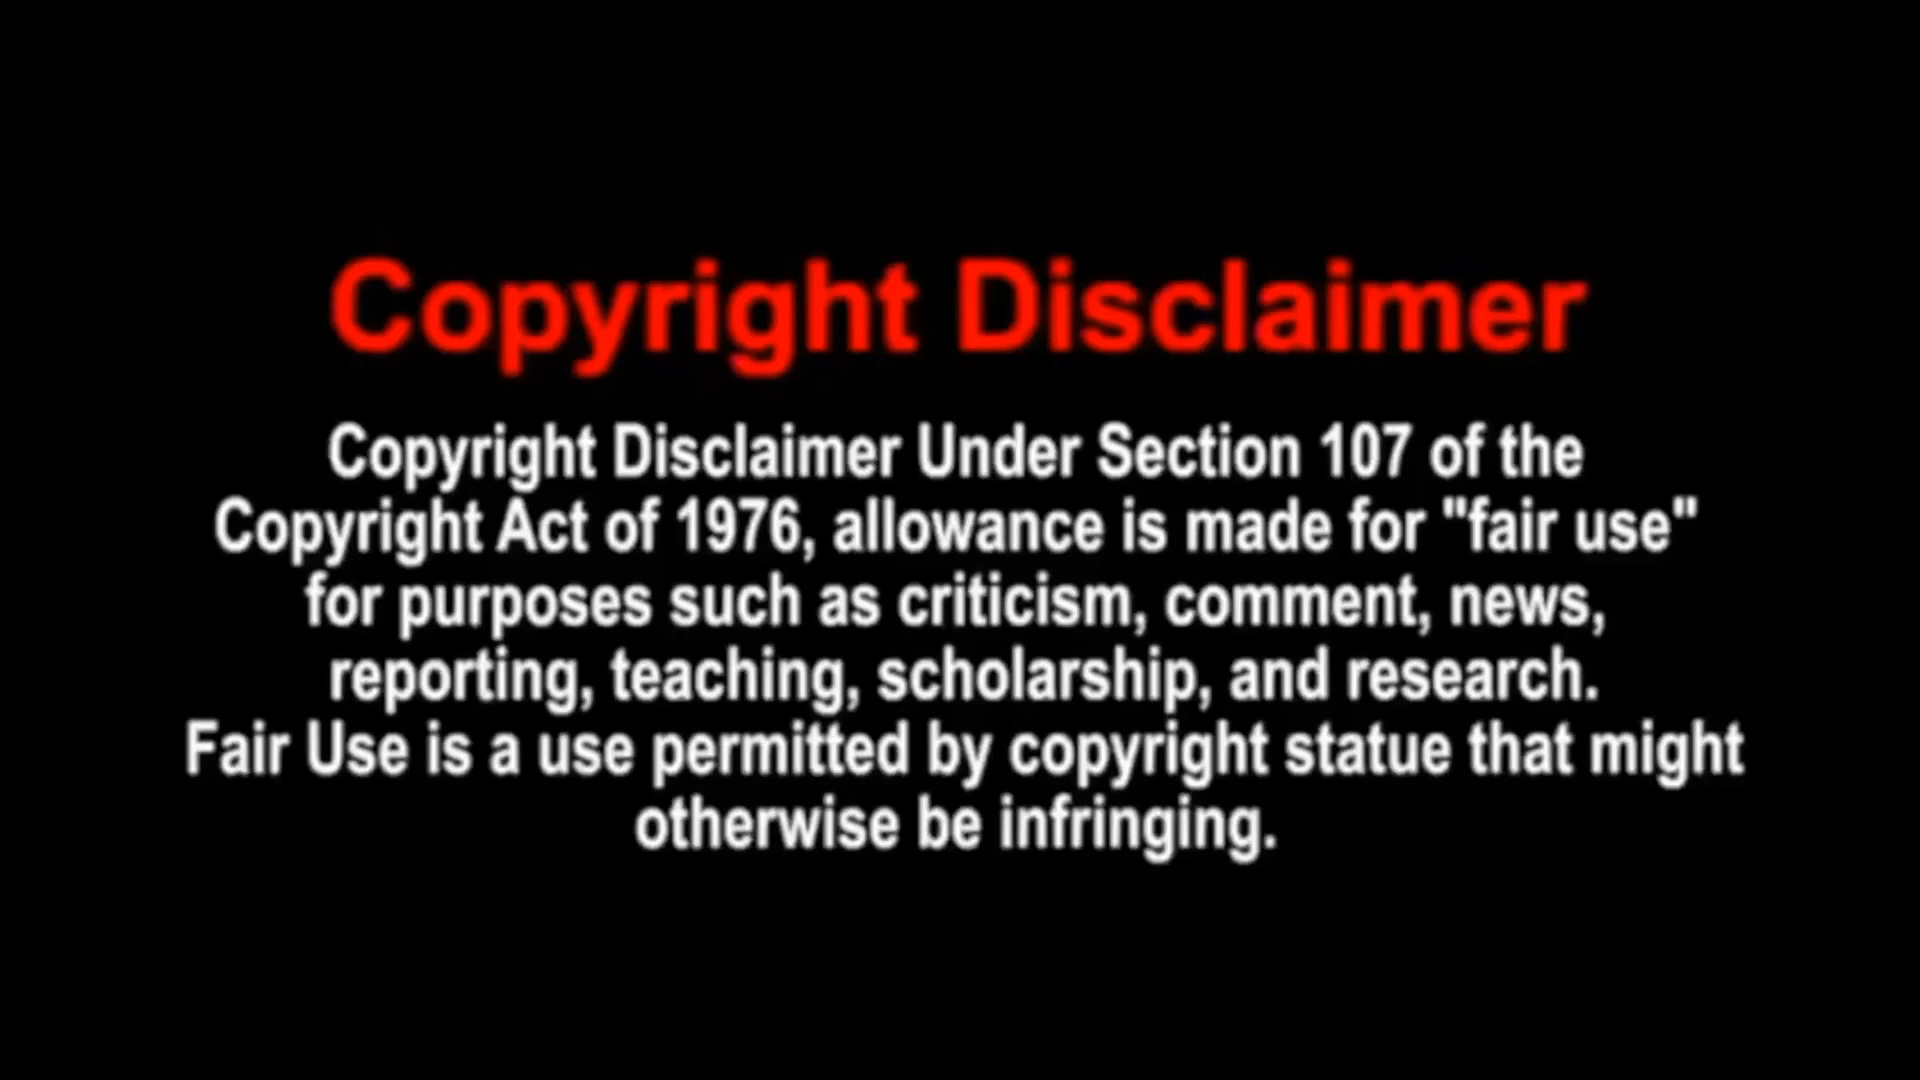 Copyright Disclaimer
Copyright Disclaimer Under Section 107 of the
Copyright Act of 1976, allowance is made for "fair use"
for purposes such as criticism, comment, news,
reporting, teaching, scholarship, and research.
Fair Use is a use permitted by copyright statue that might
otherwise be infringing.